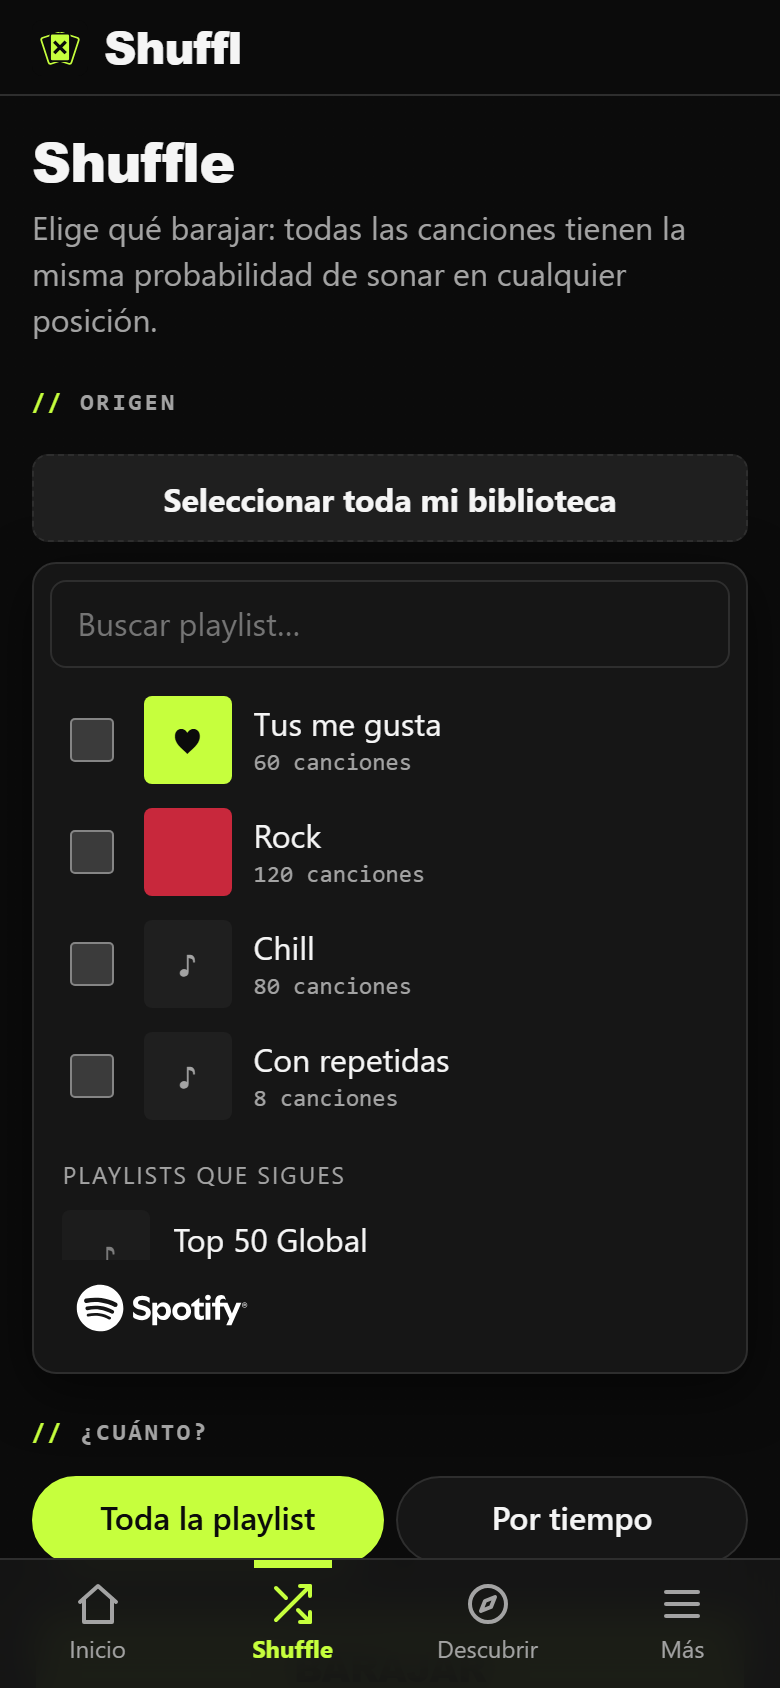 Shuffl
Shuffle
Elige qué barajar: todas las canciones tienen la
misma probabilidad de sonar en cualquier
posición.
// ORIGEN
Seleccionar toda mi biblioteca
Buscar playlist...
Tus me gusta
60 canciones
Rock
120 canciones
Chill
80 canciones
Con repetidas
8 canciones
PLAYLISTS QUE SIGUES
Top 50 Global
Spotify®
// ¿CUÁNTO?
Toda la playlist
Por tiempo
Inicio
Shuffle
Descubrir
Más